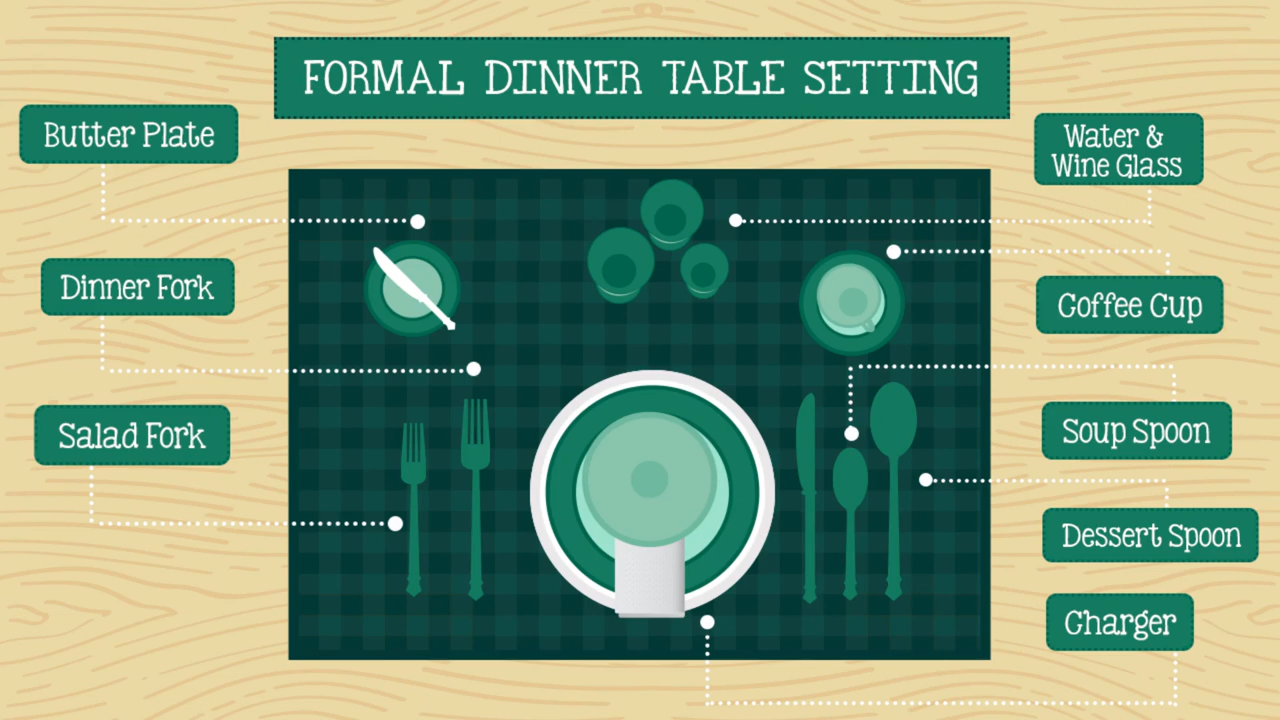 FORMAL DINNER TABLE SETTING
Butter Plate
Water &
Wine Glass
Dinner Fork
Coffee Cup
Salad Fork
Soup Spoon
Dessert Spoon
Charger